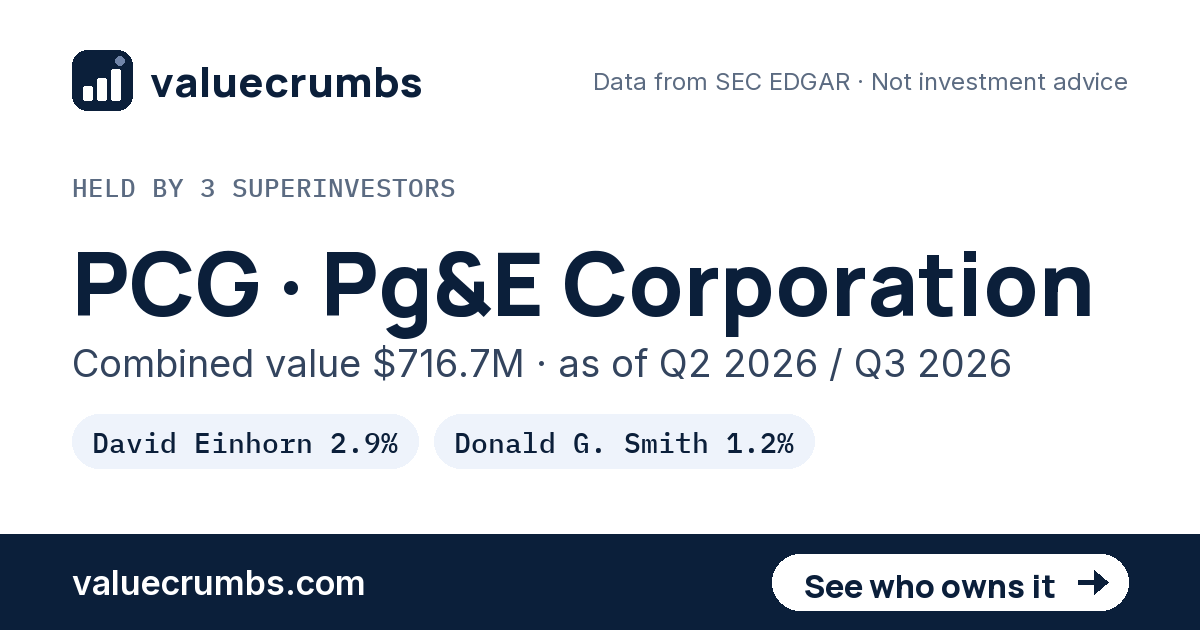 valuecrumbs
Data from SEC EDGAR · Not investment advice
HELD BY 3 SUPERINVESTORS
PCG · Pg&E Corporation
Combined value $716.7M · as of Q2 2026 / Q3 2026
David Einhorn 2.9%
Donald G. Smith 1.2%
valuecrumbs.com
See who owns it →